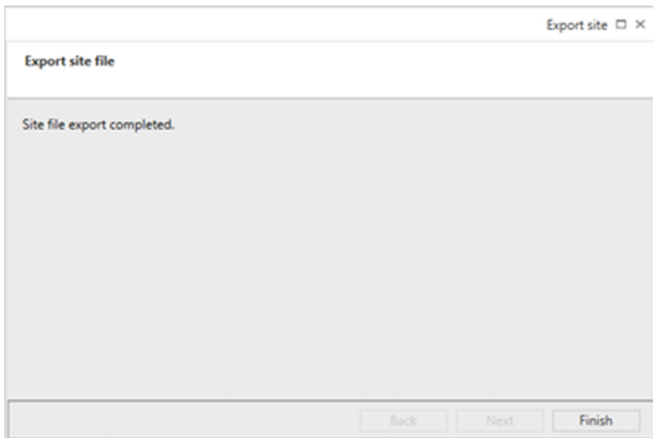 Export site
Export site file
Site file export completed.
Back
Next
Finish